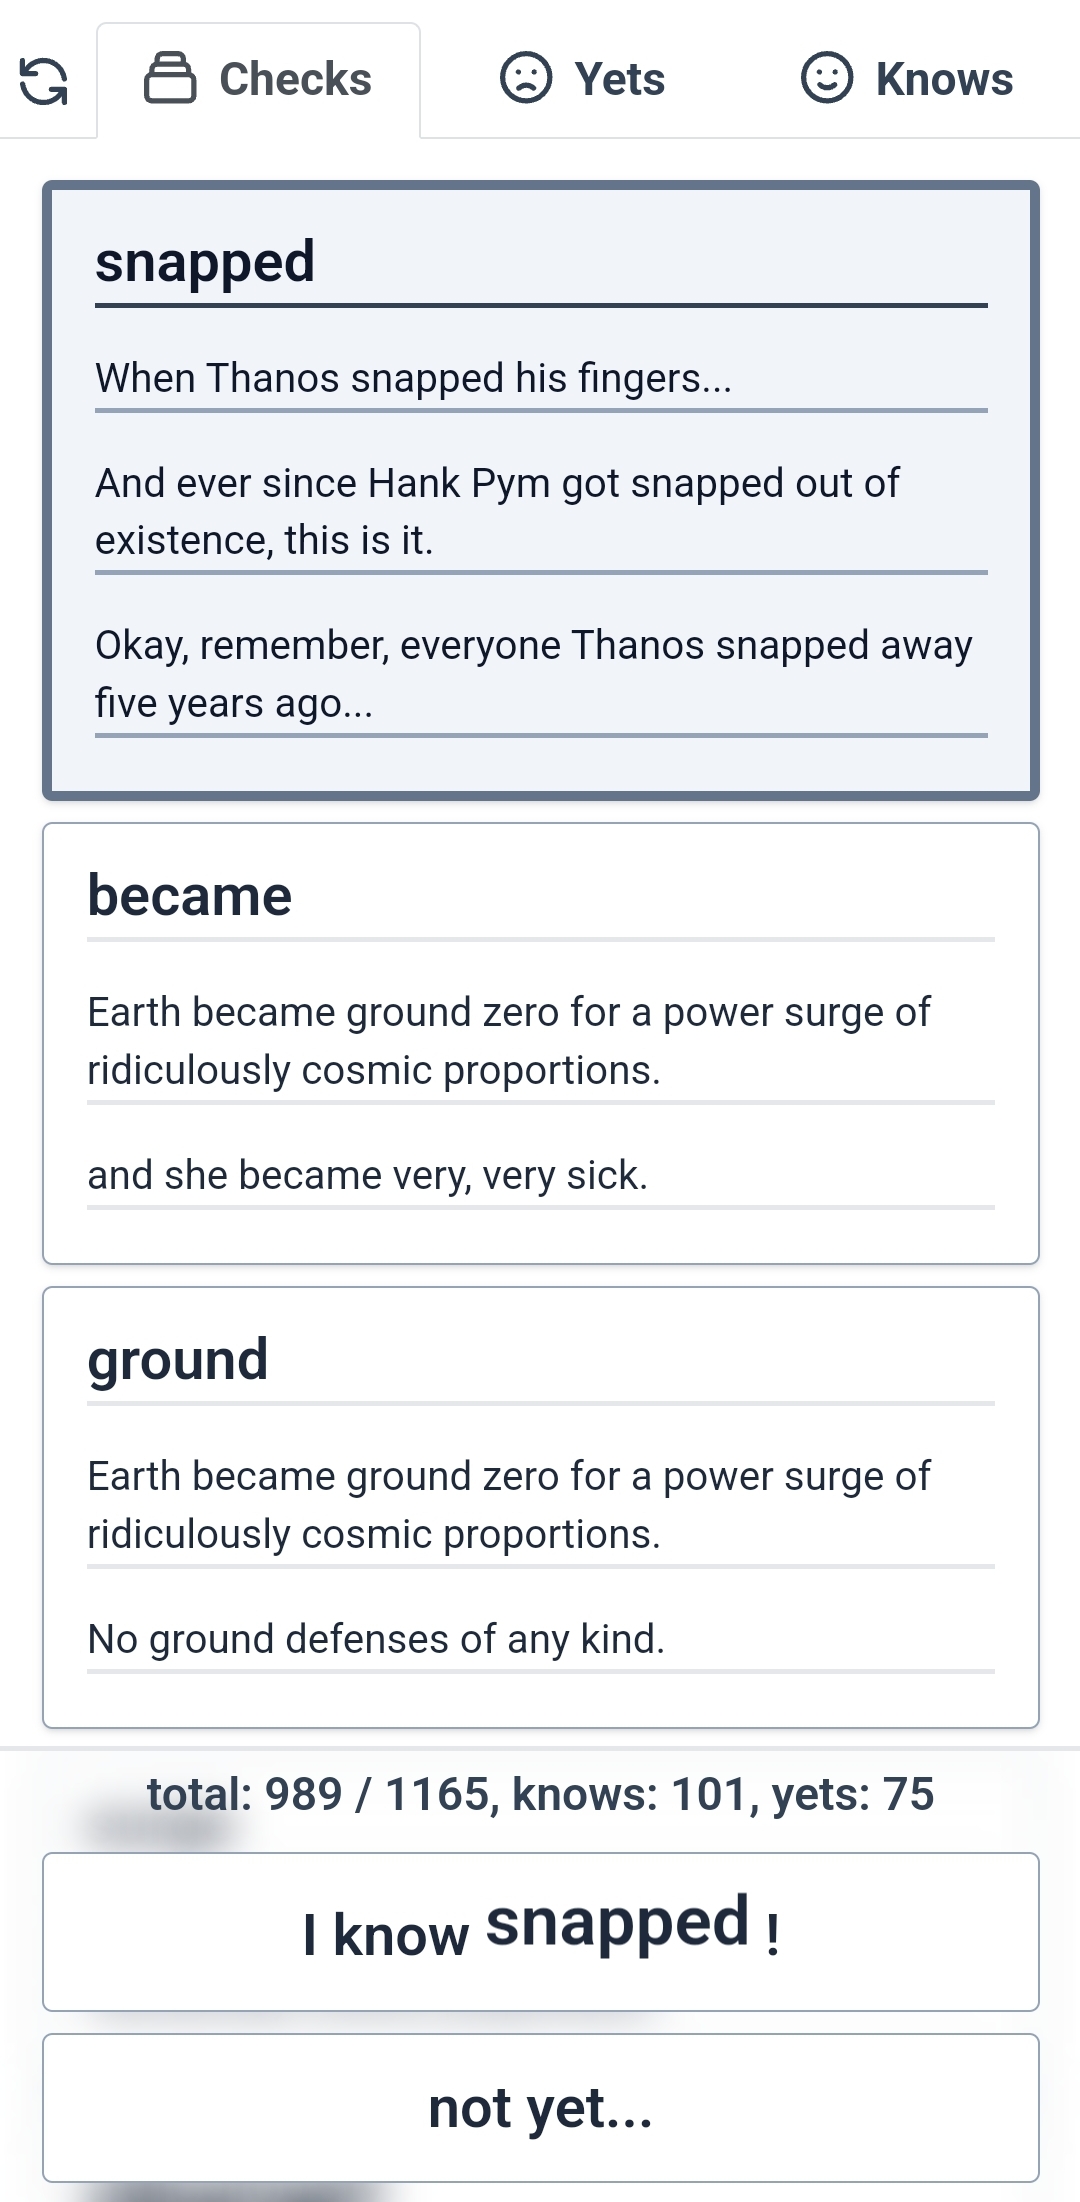 Checks
Yets
Knows
snapped
When Thanos snapped his fingers...
And ever since Hank Pym got snapped out of
existence, this is it.
Okay, remember, everyone Thanos snapped away
five years ago...
became
Earth became ground zero for a power surge of
ridiculously cosmic proportions.
and she became very, very sick.
ground
Earth became ground zero for a power surge of
ridiculously cosmic proportions.
No ground defenses of any kind.
total: 989 / 1165, knows: 101, yets: 75
I know snapped !
not yet...